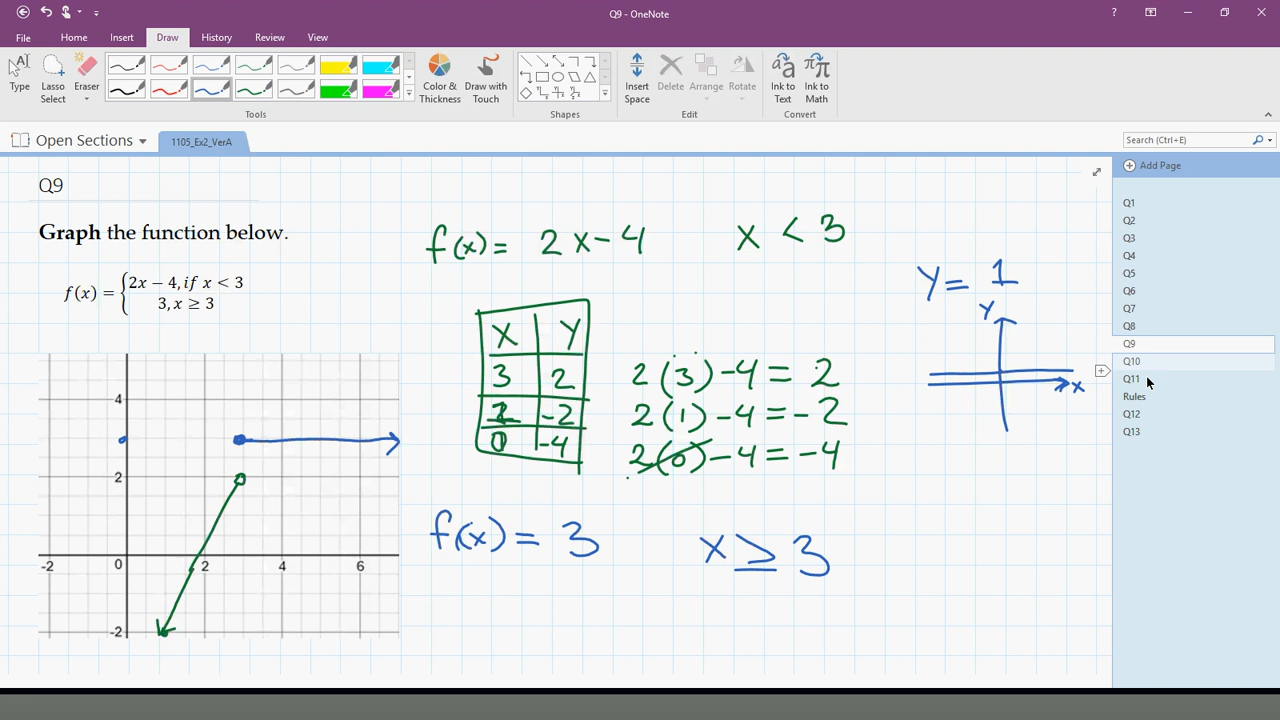 Q9 - OneNote
?
File Home Insert Draw History Review View
Type
Lasso Select
Eraser
Color & Thickness
Draw with Touch
Insert Space
Delete
Arrange
Rotate
Ink to Text
Ink to Math
Tools
Shapes
Edit
Convert
Open Sections
1105_Ex2_VerA
Search (Ctrl+E)
Add Page
Q1
Q2
Q3
Q4
Q5
Q6
Q7
Q8
Q9
Q10
Q11
Rules
Q12
Q13
Q9
Graph the function below.
f(x) = {2x − 4, if x < 3
3, x ≥ 3
4
2
-2 0 2 4 6
-2
f(x) = 2x-4 x < 3
X Y
3 2
1 -2
0 -4
2(3)-4 = 2
2(1)-4 = -2
2(0)-4 = -4
f(x) = 3 x ≥ 3
Y = 1
Y
x